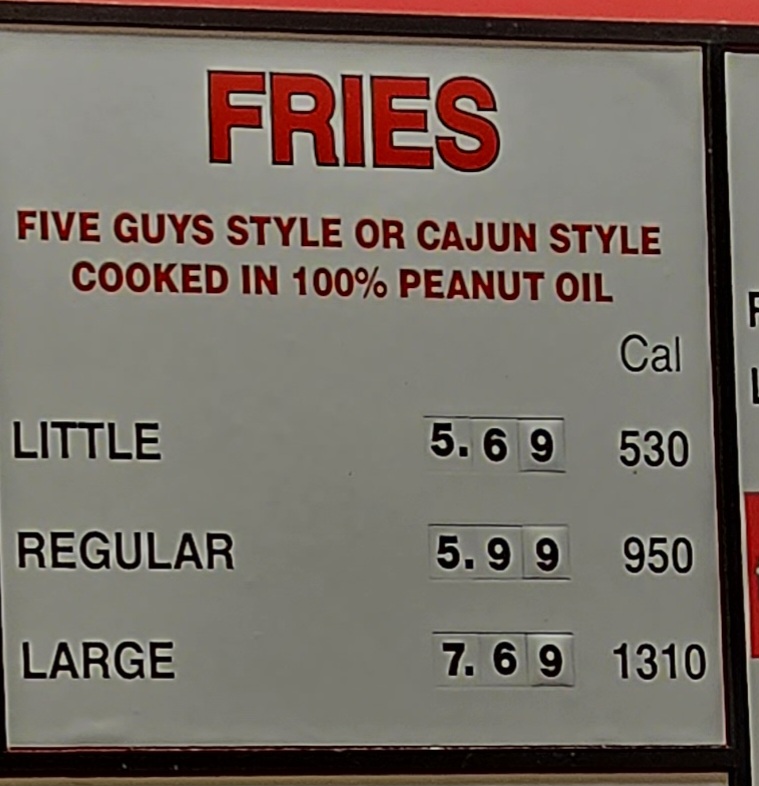 FRIES
FIVE GUYS STYLE OR CAJUN STYLE
COOKED IN 100% PEANUT OIL
Cal
LITTLE 5.69 530
REGULAR 5.99 950
LARGE 7.69 1310